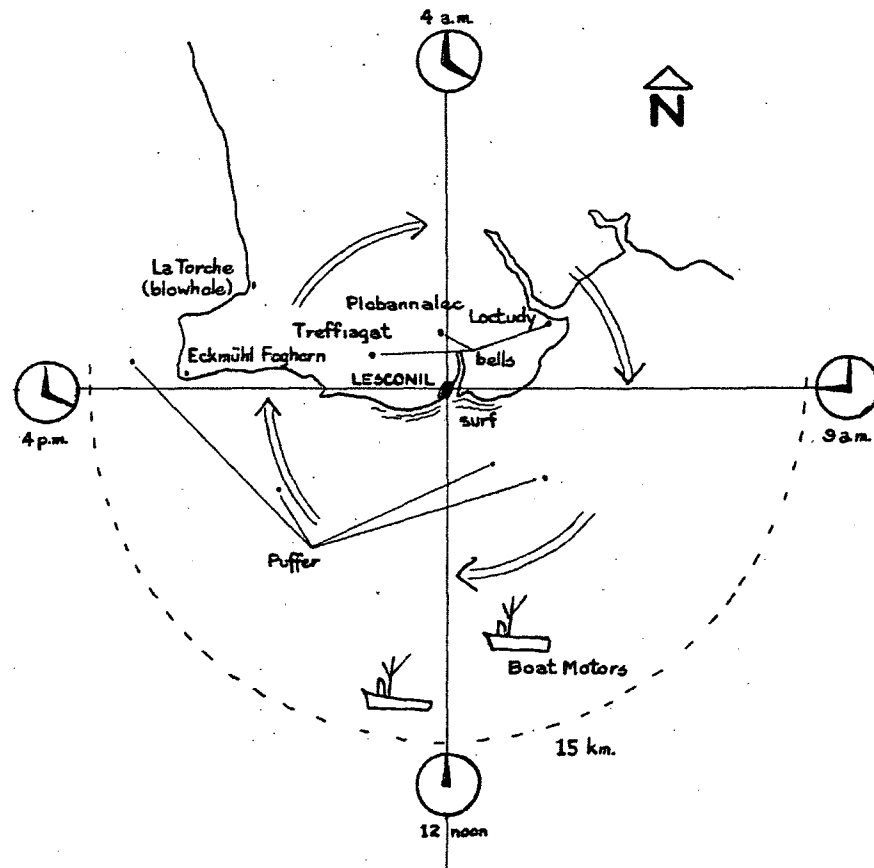 4 a.m.
N
La Torche
(blowhole)
Plobannalec
Loctudy
Treffiagat
bells
Eckmühl Foghorn
LESCONIL
surf
4 p.m.
9 a.m.
Puffer
Boat Motors
15 km.
12 noon